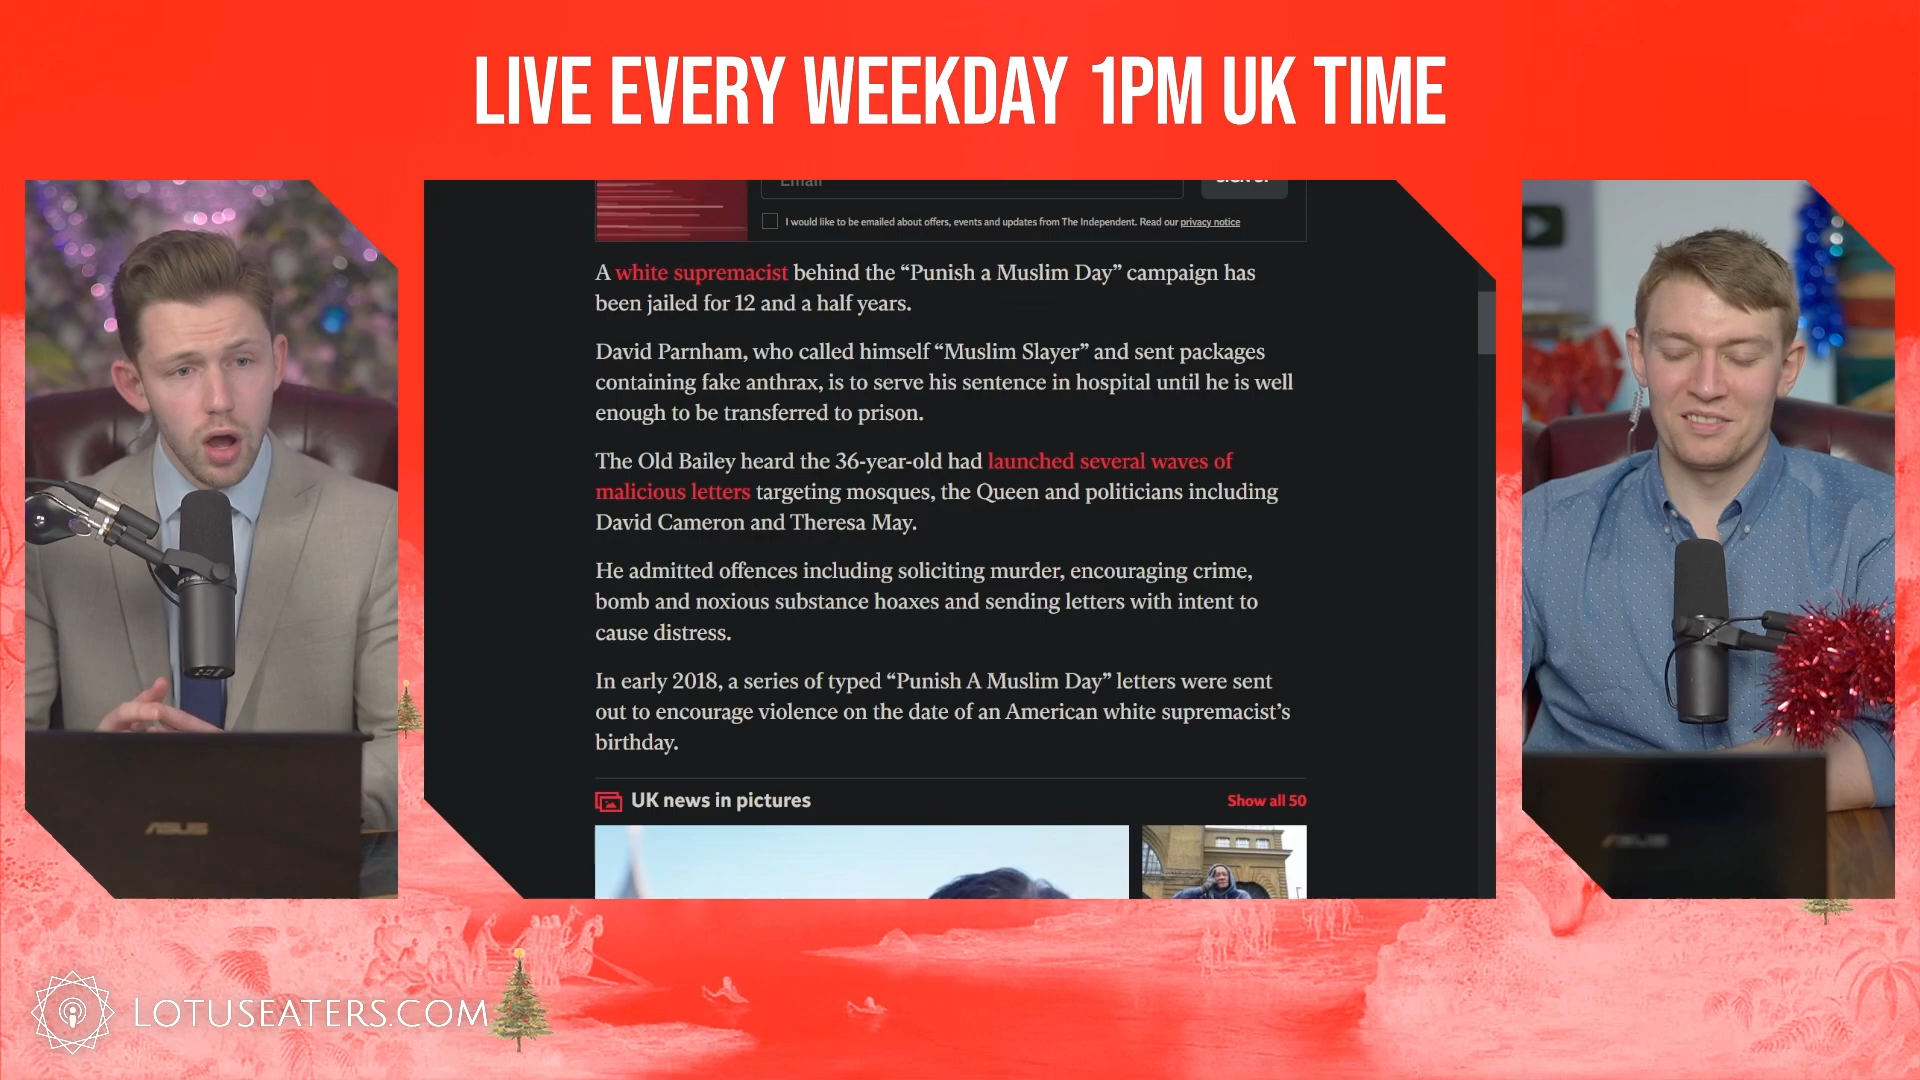 LIVE EVERY WEEKDAY 1PM UK TIME
Email
SIGN UP
I would like to be emailed about offers, events and updates from The Independent. Read our privacy notice
A white supremacist behind the “Punish a Muslim Day” campaign has
been jailed for 12 and a half years.
David Parnham, who called himself “Muslim Slayer” and sent packages
containing fake anthrax, is to serve his sentence in hospital until he is well
enough to be transferred to prison.
The Old Bailey heard the 36-year-old had launched several waves of
malicious letters targeting mosques, the Queen and politicians including
David Cameron and Theresa May.
He admitted offences including soliciting murder, encouraging crime,
bomb and noxious substance hoaxes and sending letters with intent to
cause distress.
In early 2018, a series of typed “Punish A Muslim Day” letters were sent
out to encourage violence on the date of an American white supremacist’s
birthday.
UK news in pictures
Show all 50
ASUS
ASUS
LOTUSEATERS.COM